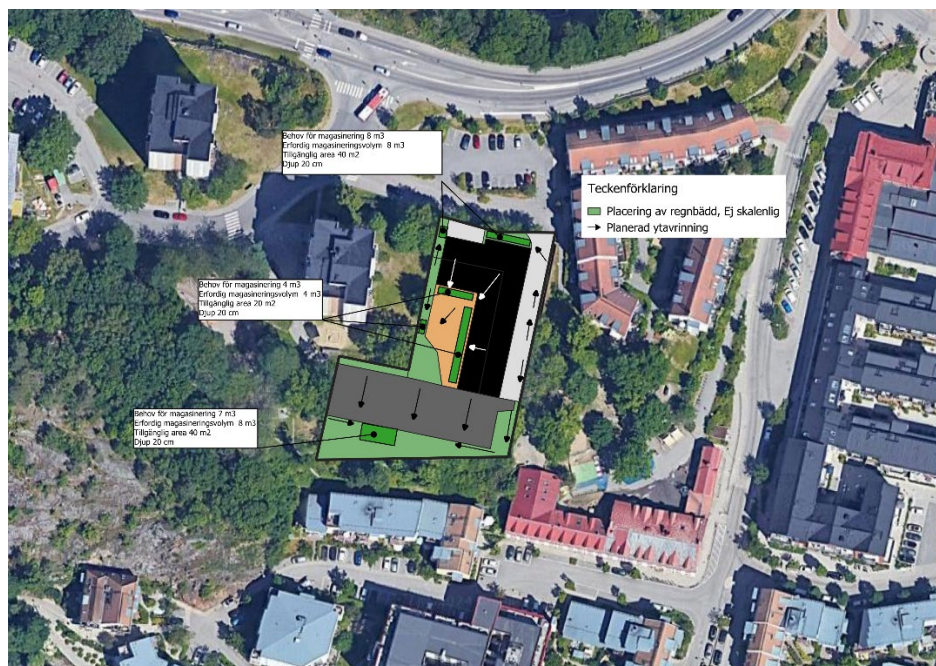 Behov för magasinering 8 m3
Erfordig magasineringsvolym 8 m3
Tillgänglig area 40 m2
Djup 20 cm
Teckenförklaring
Placering av regnbädd, Ej skalenlig
Planerad ytavrinning
Behov för magasinering 4 m3
Erfordig magasineringsvolym 4 m3
Tillgänglig area 20 m2
Djup 20 cm
Behov för magasinering 7 m3
Erfordig magasineringsvolym 8 m3
Tillgänglig area 40 m2
Djup 20 cm